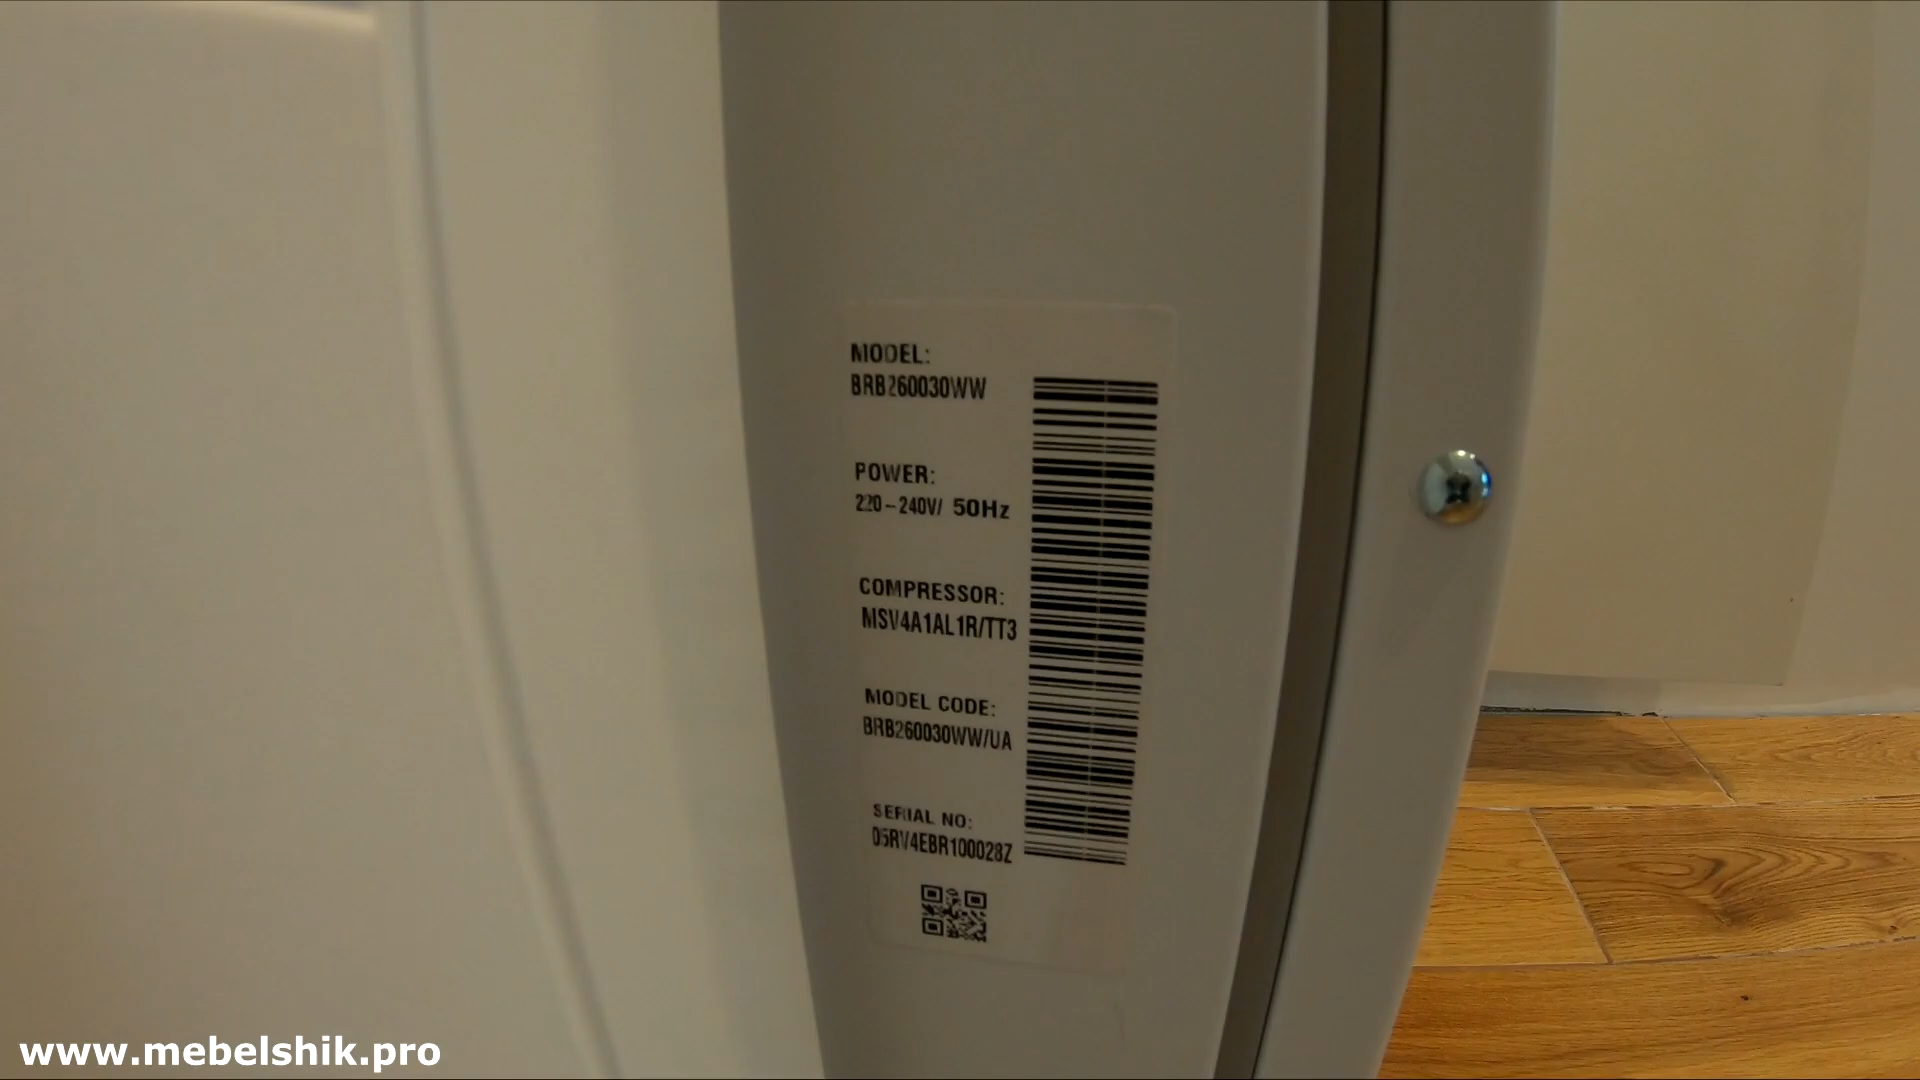 MODEL:
BRB260030WW
POWER:
220~240V/ 50Hz
COMPRESSOR:
MSV4A1AL1R/TT3
MODEL CODE:
BRB260030WW/UA
SERIAL NO:
05RV4EBR100028Z
www.mebelshik.pro